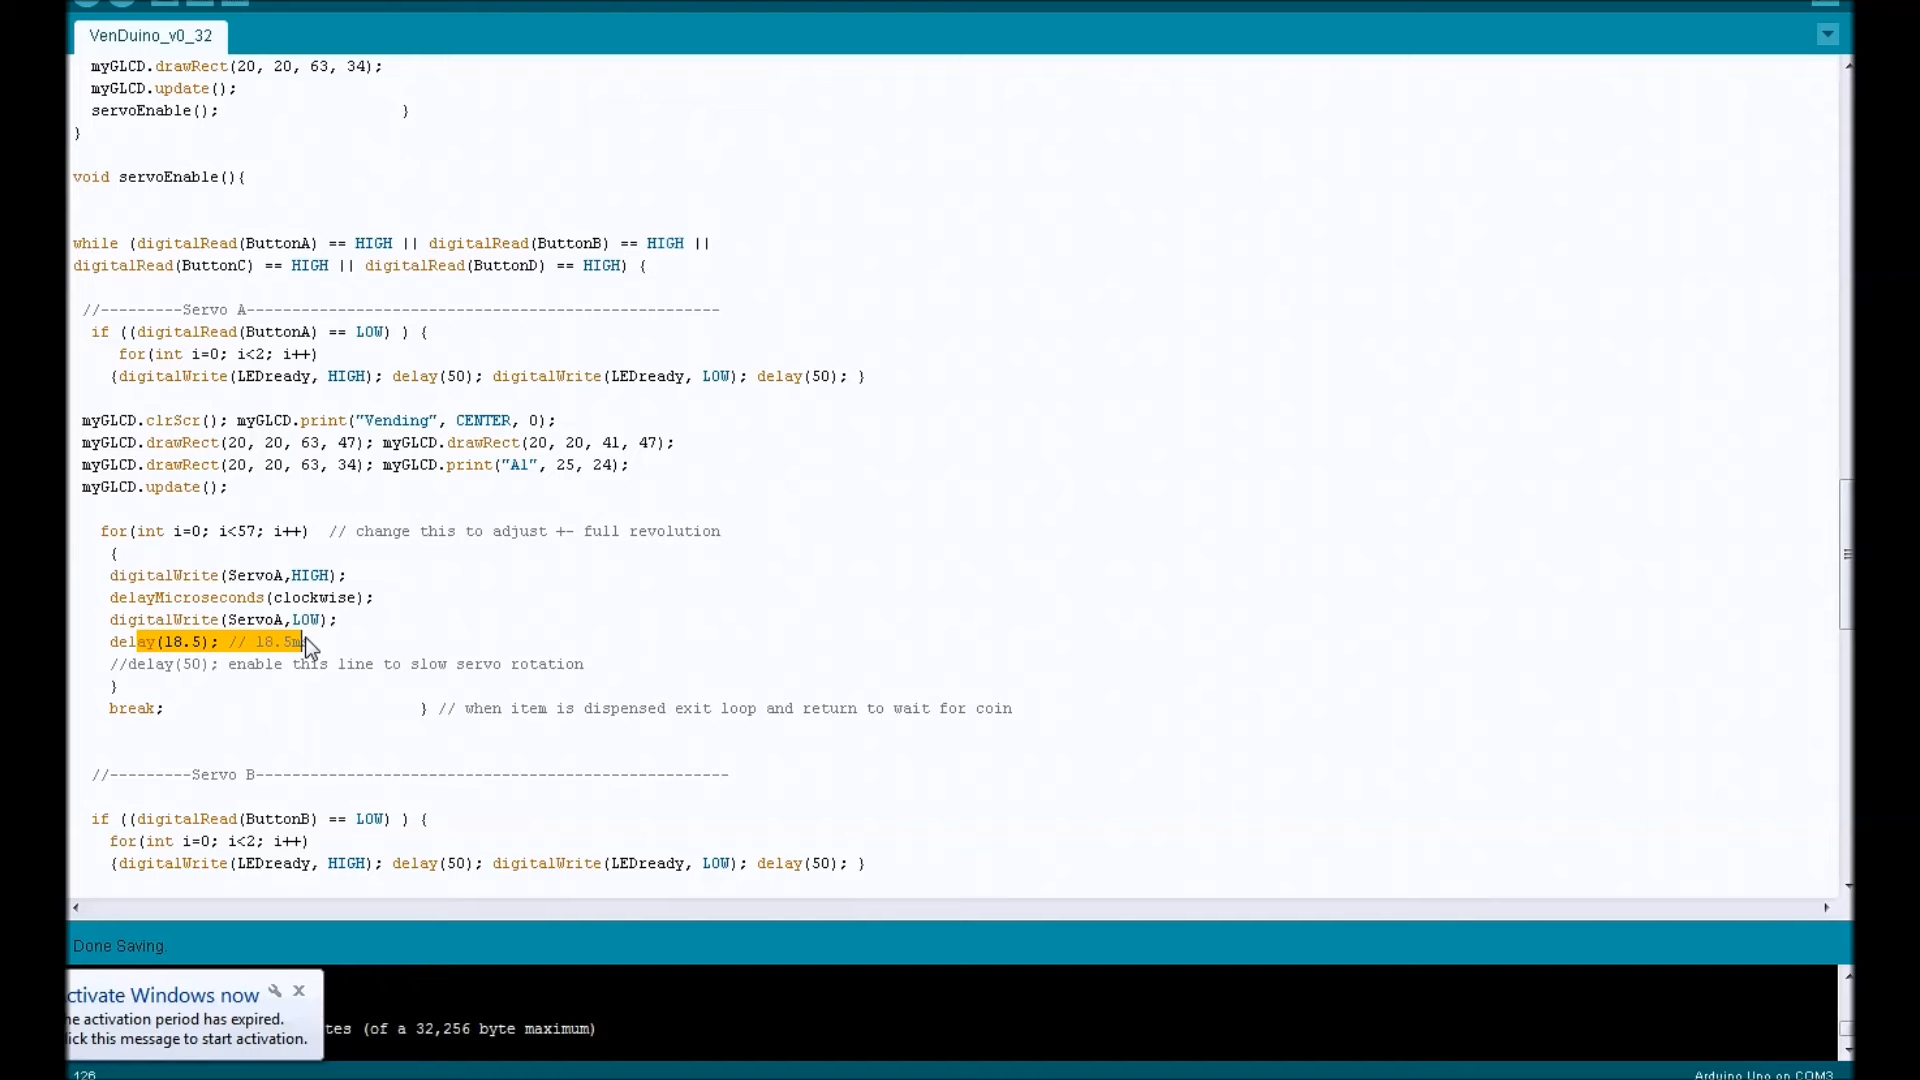 VenDuino_v0_32
myGLCD.drawRect(20, 20, 63, 34);
myGLCD.update();
servoEnable(); }
}
void servoEnable(){
while (digitalRead(ButtonA) == HIGH || digitalRead(ButtonB) == HIGH ||
digitalRead(ButtonC) == HIGH || digitalRead(ButtonD) == HIGH) {
//---------Servo A----------------------------------------------------
if ((digitalRead(ButtonA) == LOW) ) {
for(int i=0; i<2; i++)
{digitalWrite(LEDready, HIGH); delay(50); digitalWrite(LEDready, LOW); delay(50); }
myGLCD.clrScr(); myGLCD.print("Vending", CENTER, 0);
myGLCD.drawRect(20, 20, 63, 47); myGLCD.drawRect(20, 20, 41, 47);
myGLCD.drawRect(20, 20, 63, 34); myGLCD.print("A1", 25, 24);
myGLCD.update();
for(int i=0; i<57; i++) // change this to adjust +- full revolution
{
digitalWrite(ServoA,HIGH);
delayMicroseconds(clockwise);
digitalWrite(ServoA,LOW);
delay(18.5); // 18.5m
//delay(50); enable this line to slow servo rotation
}
break; } // when item is dispensed exit loop and return to wait for coin
//---------Servo B----------------------------------------------------
if ((digitalRead(ButtonB) == LOW) ) {
for(int i=0; i<2; i++)
{digitalWrite(LEDready, HIGH); delay(50); digitalWrite(LEDready, LOW); delay(50); }
Done Saving.
ctivate Windows now
he activation period has expired.
ick this message to start activation.
tes (of a 32,256 byte maximum)
126
Arduino Uno on COM3